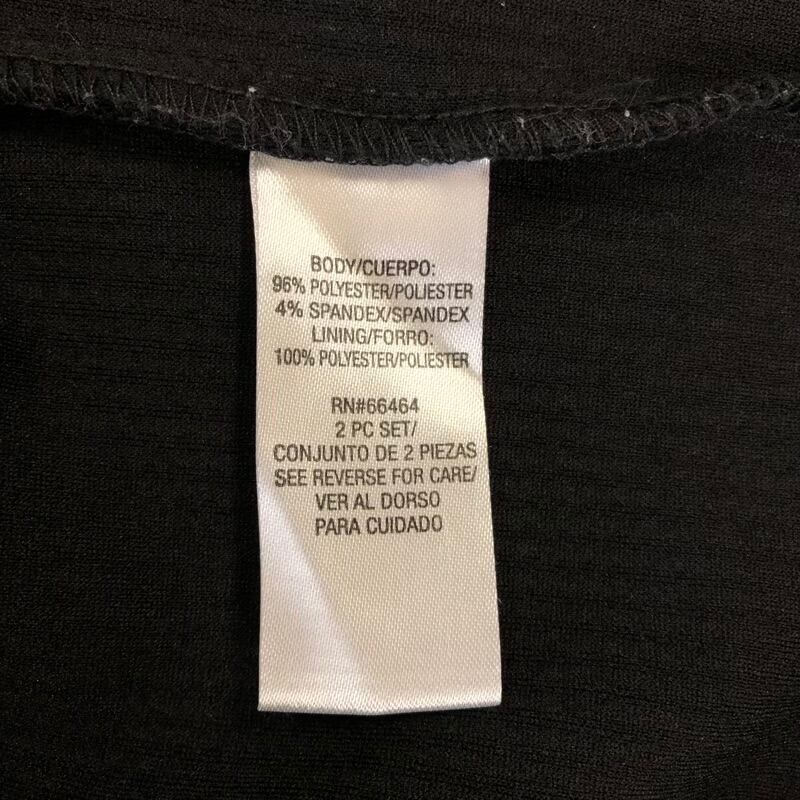 BODY/CUERPO:
96% POLYESTER/POLIESTER
4% SPANDEX/SPANDEX
LINING/FORRO:
100% POLYESTER/POLIESTER
RN#66464
2 PC SET/
CONJUNTO DE 2 PIEZAS
SEE REVERSE FOR CARE/
VER AL DORSO
PARA CUIDADO